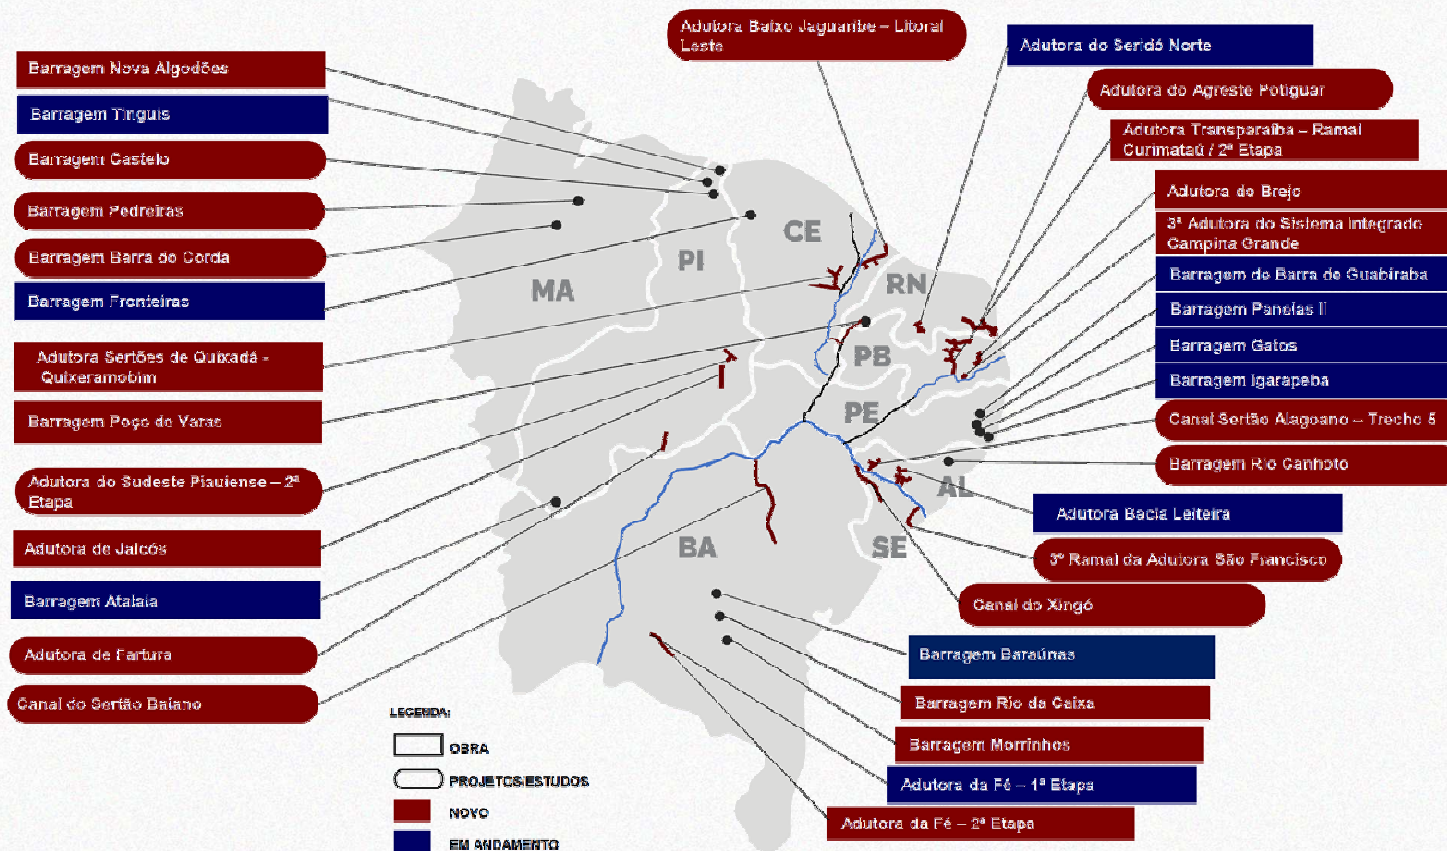 Adutora Baixo Jaguaribe – Litoral
Leste
Adutora do Seridó Norte
Adutora do Agreste Potiguar
Adutora Transparaíba – Ramal
Curimataú / 2ª Etapa
Adutora do Brejo
3ª Adutora do Sistema Integrado
Campina Grande
Barragem de Barra de Guabiraba
Barragem Panelas II
Barragem Gatos
Barragem Igarapeba
Canal Sertão Alagoano – Trecho 5
Barragem Rio Canhoto
Adutora Bacia Leiteira
3º Ramal da Adutora São Francisco
Canal do Xingó
Barragem Baraúnas
Barragem Rio da Caixa
Barragem Morrinhos
Adutora da Fé – 1ª Etapa
Adutora da Fé – 2ª Etapa
Barragem Nova Algodões
Barragem Tinguis
Barragem Castelo
Barragem Pedreiras
Barragem Barra do Corda
Barragem Fronteiras
Adutora Sertões de Quixadá -
Quixeramobim
Barragem Poço de Varas
Adutora do Sudeste Piauiense – 2ª
Etapa
Adutora de Jaicós
Barragem Atalaia
Adutora de Fartura
Canal do Sertão Baiano
MA
PI
CE
RN
PB
PE
AL
SE
BA
LEGENDA:
OBRA
PROJETOS/ESTUDOS
NOVO
EM ANDAMENTO